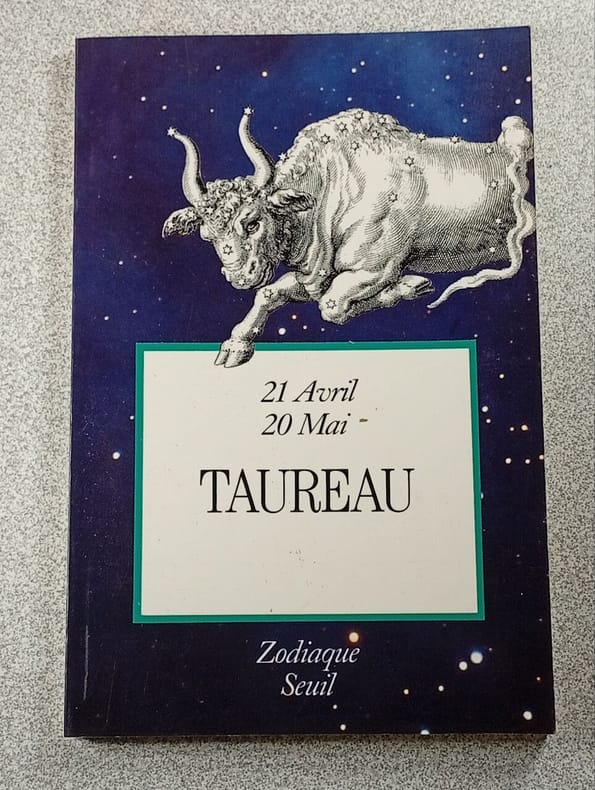 21 Avril
20 Mai
TAUREAU
Zodiaque
Seuil